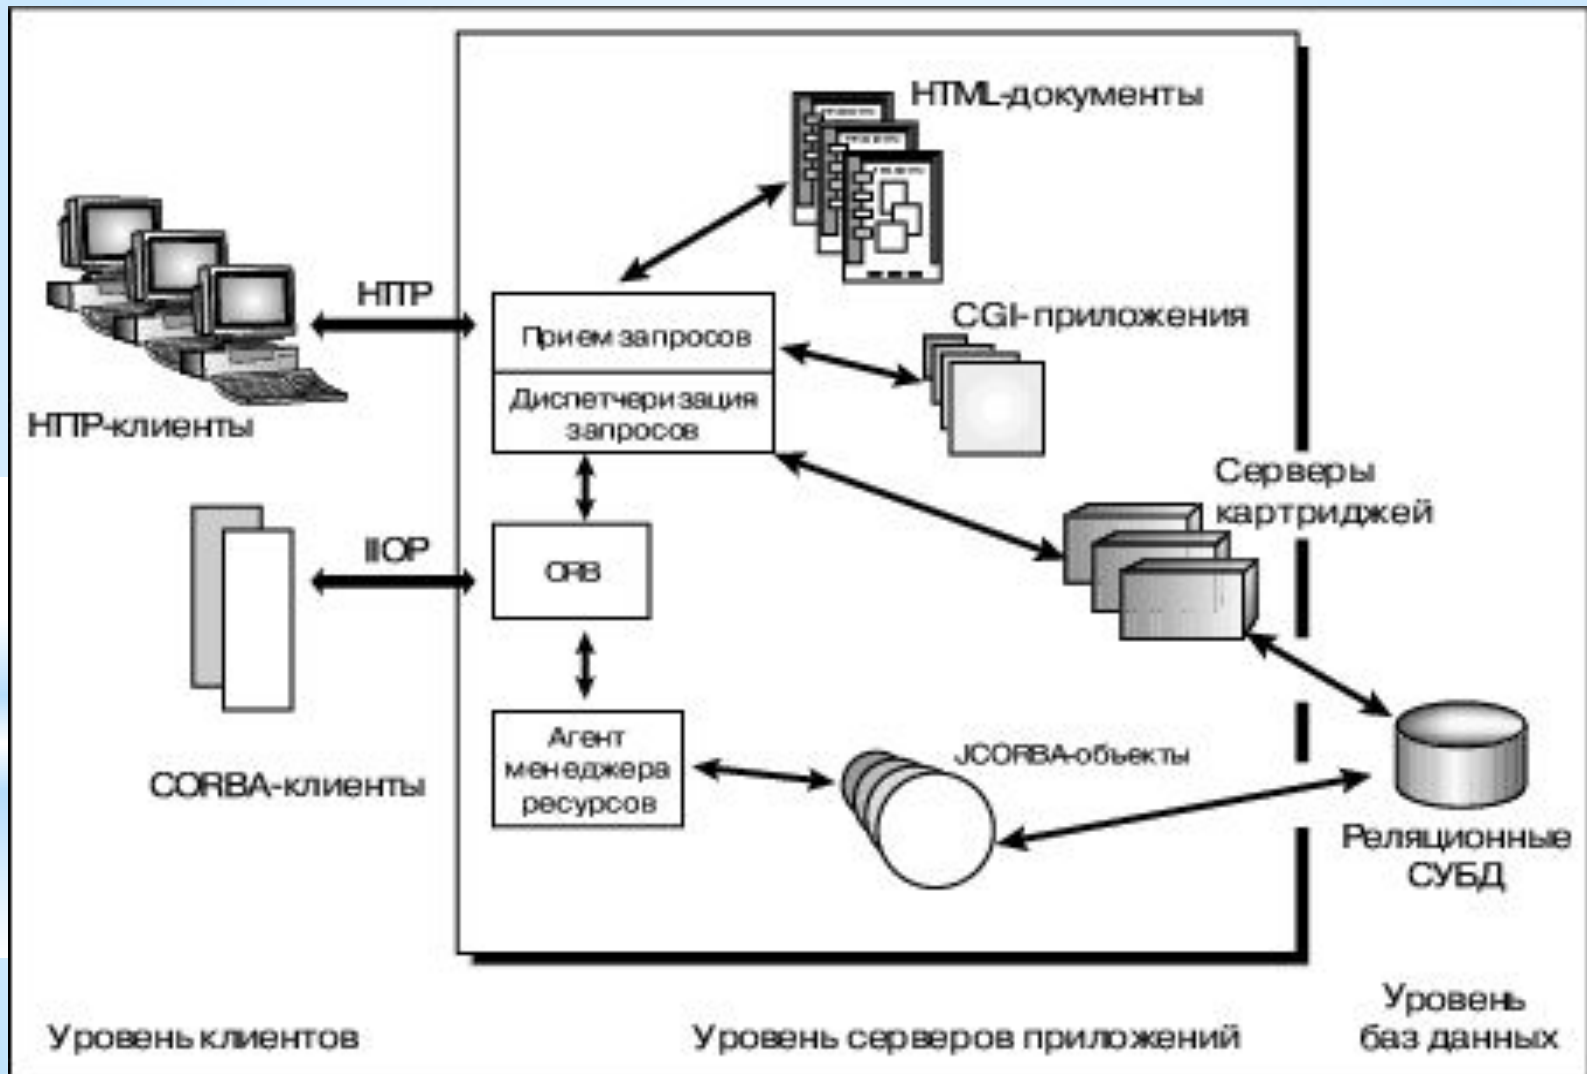 HTML-документы
HTTP
CGI-приложения
Прием запросов
Диспетчеризация
запросов
HTTP-клиенты
Серверы
картриджей
IIOP
ORB
Агент
менеджера
ресурсов
JCORBA-объекты
CORBA-клиенты
Реляционные
СУБД
Уровень клиентов
Уровень серверов приложений
Уровень
баз данных